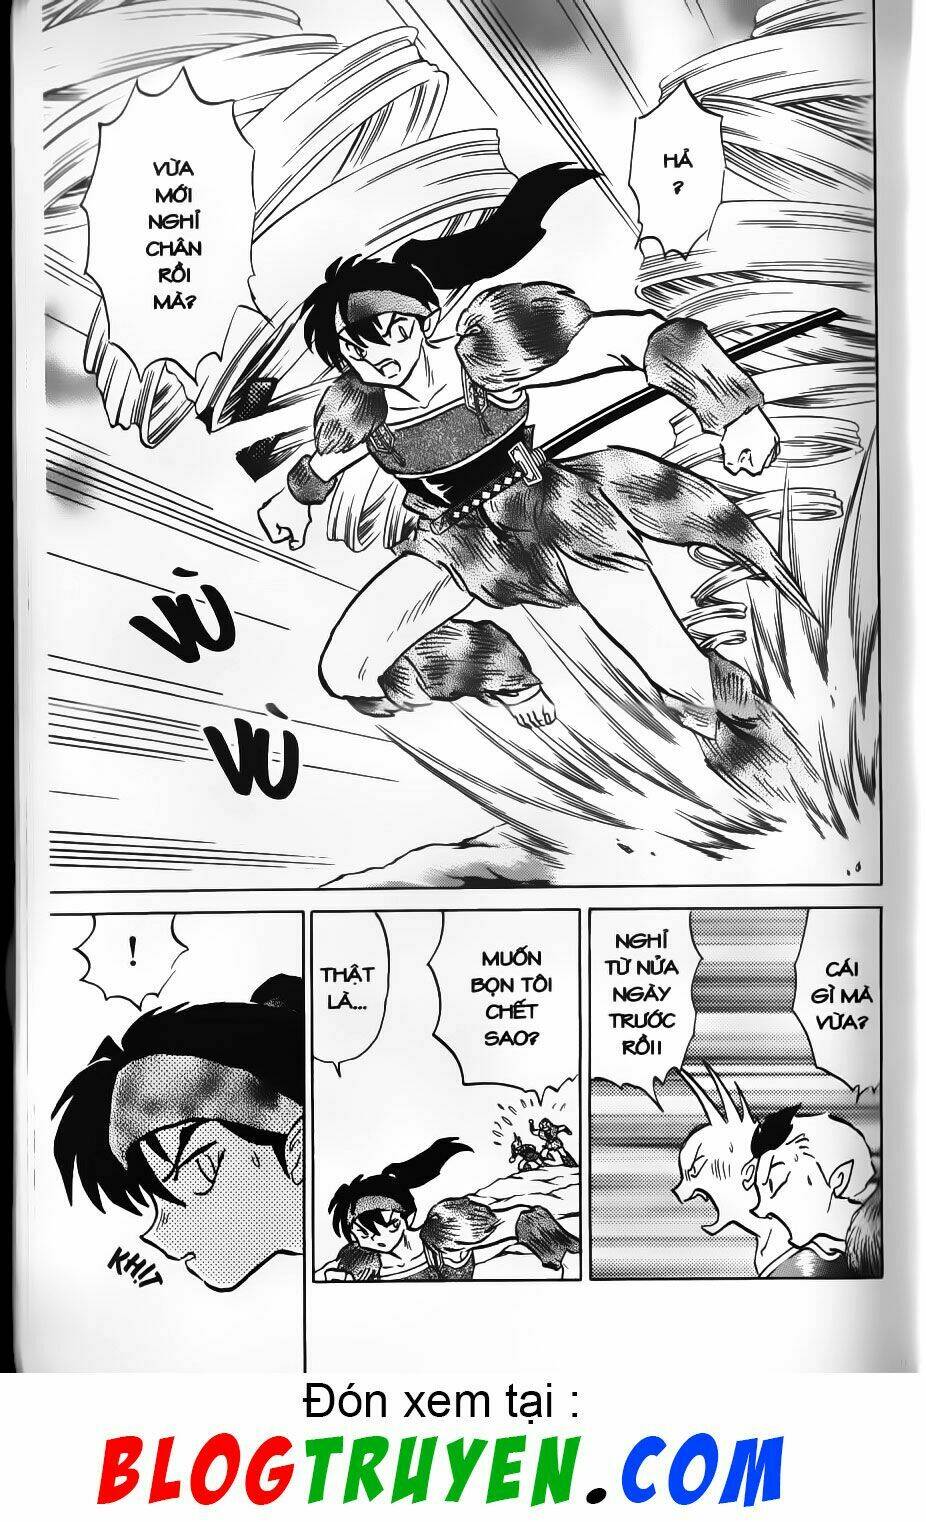 HẢ
?
VỪA
MỚI
NGHỈ
CHÂN
RỒI
MÀ?
VÙ
VÙ
CÁI
GÌ MÀ
VỪA?
NGHỈ
TỪ NỬA
NGÀY
TRƯỚC
RỒI!
MUỐN
BỌN TÔI
CHẾT
SAO?
THẬT
LÀ...
!
KHỊT
Đón xem tại :
BLOGTRUYEN.COM